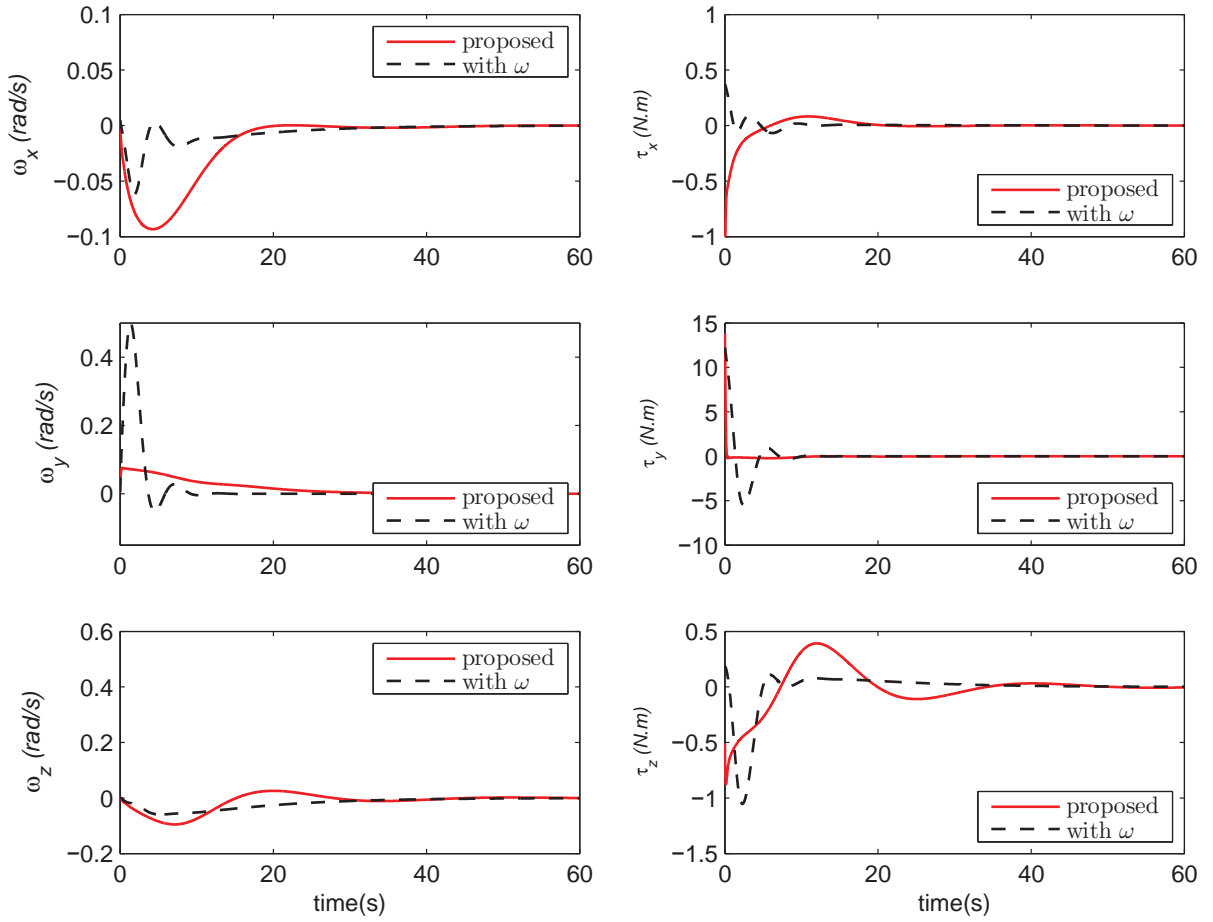 0.1
0.05
0
−0.05
−0.1
ω_x (rad/s)
proposed
with ω
0 20 40 60
1
0.5
0
−0.5
−1
τ_x (N.m)
proposed
with ω
0 20 40 60
0.4
0.2
0
ω_y (rad/s)
proposed
with ω
0 20 40 60
15
10
5
0
−5
−10
τ_y (N.m)
proposed
with ω
0 20 40 60
0.6
0.4
0.2
0
−0.2
ω_z (rad/s)
proposed
with ω
0 20 40 60
time(s)
0.5
0
−0.5
−1
−1.5
τ_z (N.m)
proposed
with ω
0 20 40 60
time(s)